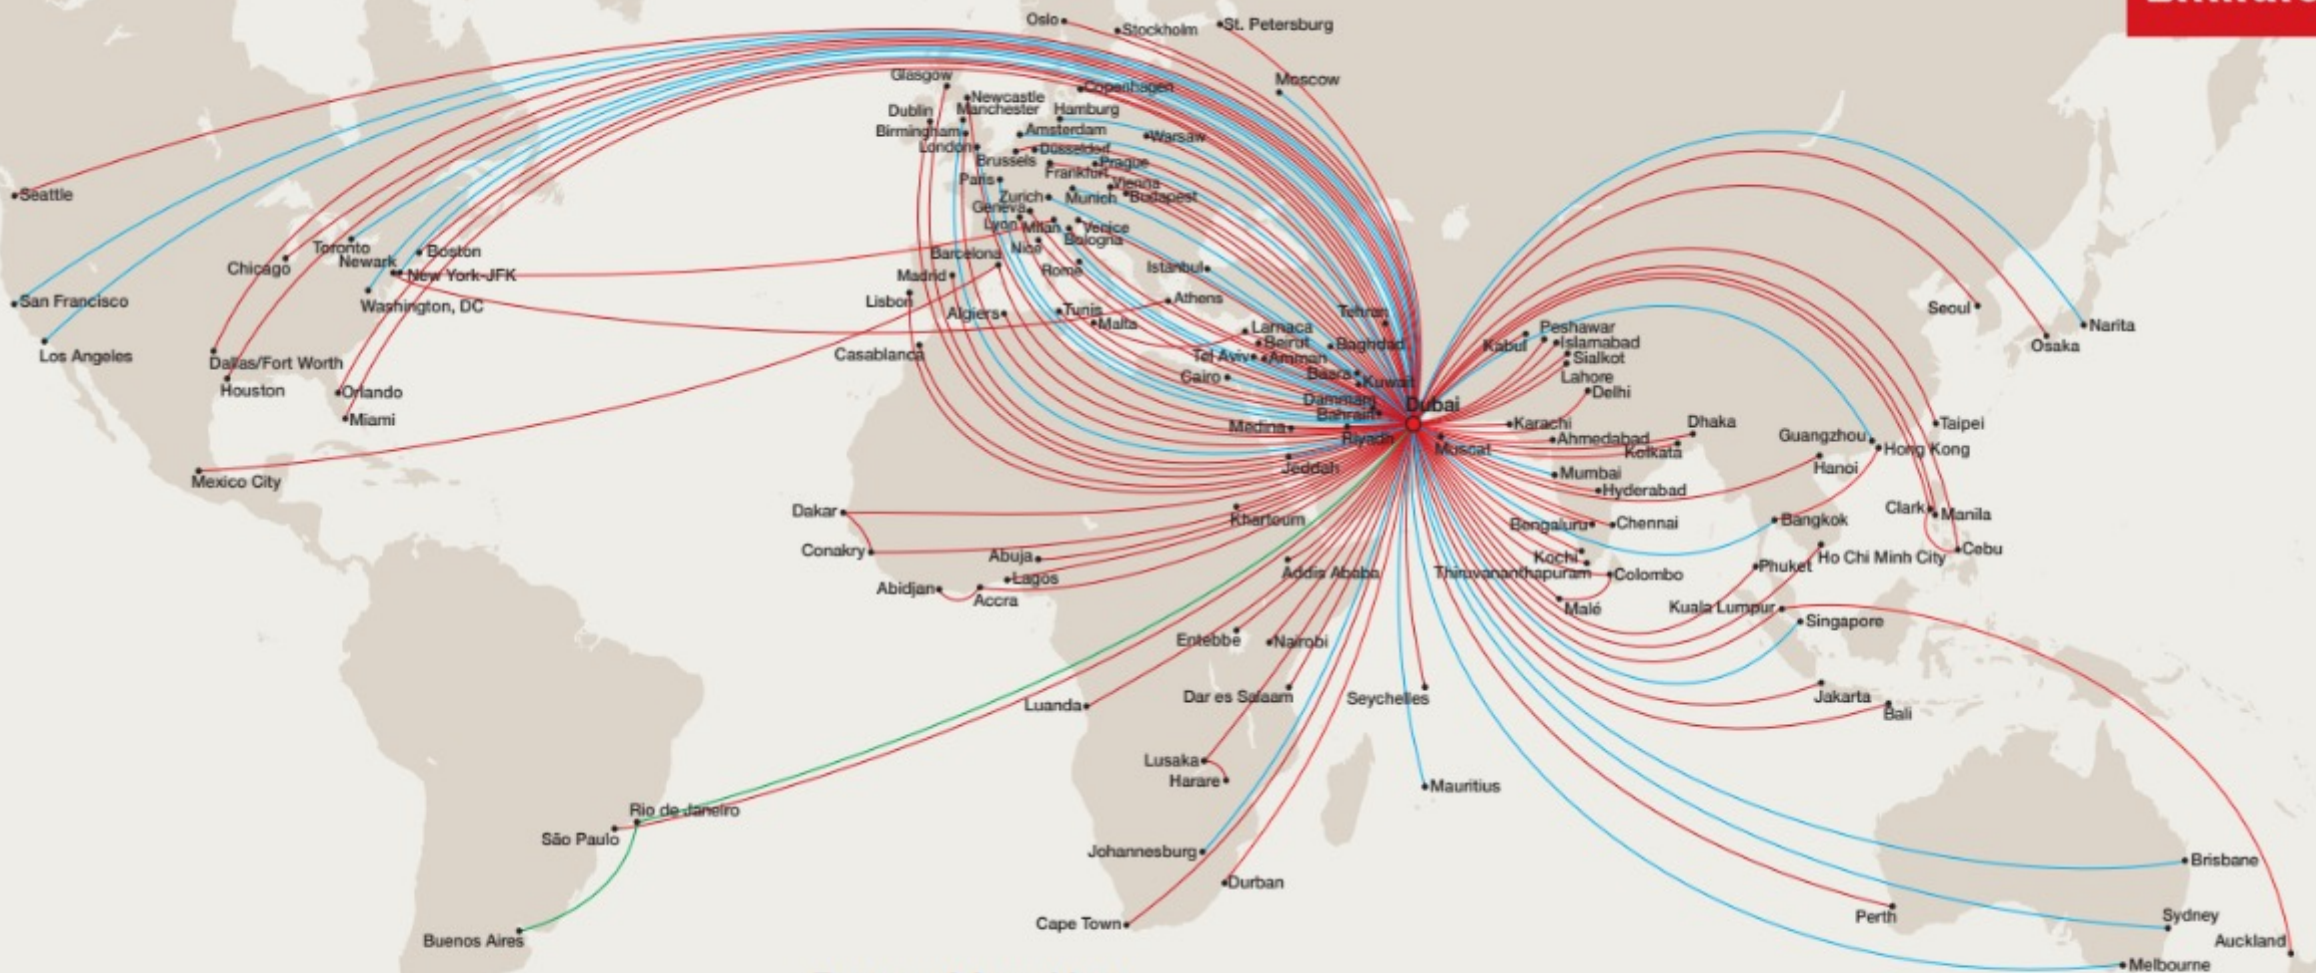 Oslo
Stockholm
St. Petersburg
Glasgow
Moscow
Copenhagen
Newcastle
Dublin
Manchester
Hamburg
Birmingham
Amsterdam
Warsaw
London
Düsseldorf
Brussels
Prague
Frankfurt
Paris
Vienna
Zurich
Munich
Budapest
Seattle
Geneva
Lyon
Milan
Venice
Bologna
Nice
Toronto
Boston
Barcelona
Newark
Chicago
New York-JFK
Madrid
Rome
Istanbul
San Francisco
Washington, DC
Lisbon
Athens
Algiers
Tunis
Malta
Tehran
Seoul
Narita
Larnaca
Peshawar
Beirut
Baghdad
Kabul
Islamabad
Osaka
Los Angeles
Casablanca
Tel Aviv
Amman
Sialkot
Dallas/Fort Worth
Cairo
Basra
Kuwait
Lahore
Houston
Orlando
Delhi
Dammam
Dubai
Miami
Bahrain
Medina
Karachi
Dhaka
Taipei
Riyadh
Muscat
Ahmedabad
Kolkata
Guangzhou
Hong Kong
Jeddah
Mumbai
Hanoi
Mexico City
Hyderabad
Dakar
Khartoum
Bengaluru
Chennai
Bangkok
Clark
Manila
Conakry
Abuja
Kochi
Ho Chi Minh City
Cebu
Lagos
Addis Ababa
Thiruvananthapuram
Colombo
Phuket
Abidjan
Accra
Malé
Kuala Lumpur
Singapore
Entebbe
Nairobi
Dar es Salaam
Seychelles
Jakarta
Luanda
Bali
Lusaka
Harare
Mauritius
Rio de Janeiro
São Paulo
Johannesburg
Brisbane
Durban
Perth
Sydney
Cape Town
Buenos Aires
Auckland
Melbourne